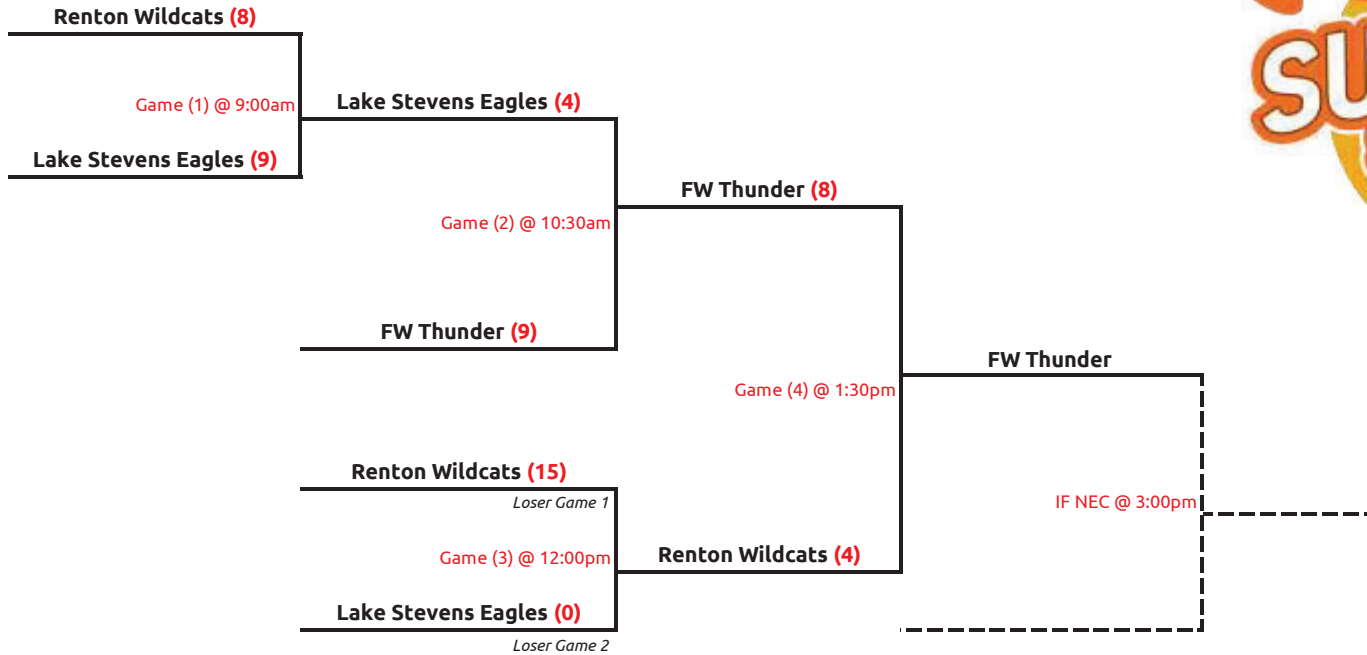 Renton Wildcats (8)
Game (1) @ 9:00am
Lake Stevens Eagles (9)
Lake Stevens Eagles (4)
Game (2) @ 10:30am
FW Thunder (9)
FW Thunder (8)
Game (4) @ 1:30pm
FW Thunder
IF NEC @ 3:00pm
Renton Wildcats (15)
Loser Game 1
Game (3) @ 12:00pm
Renton Wildcats (4)
Lake Stevens Eagles (0)
Loser Game 2